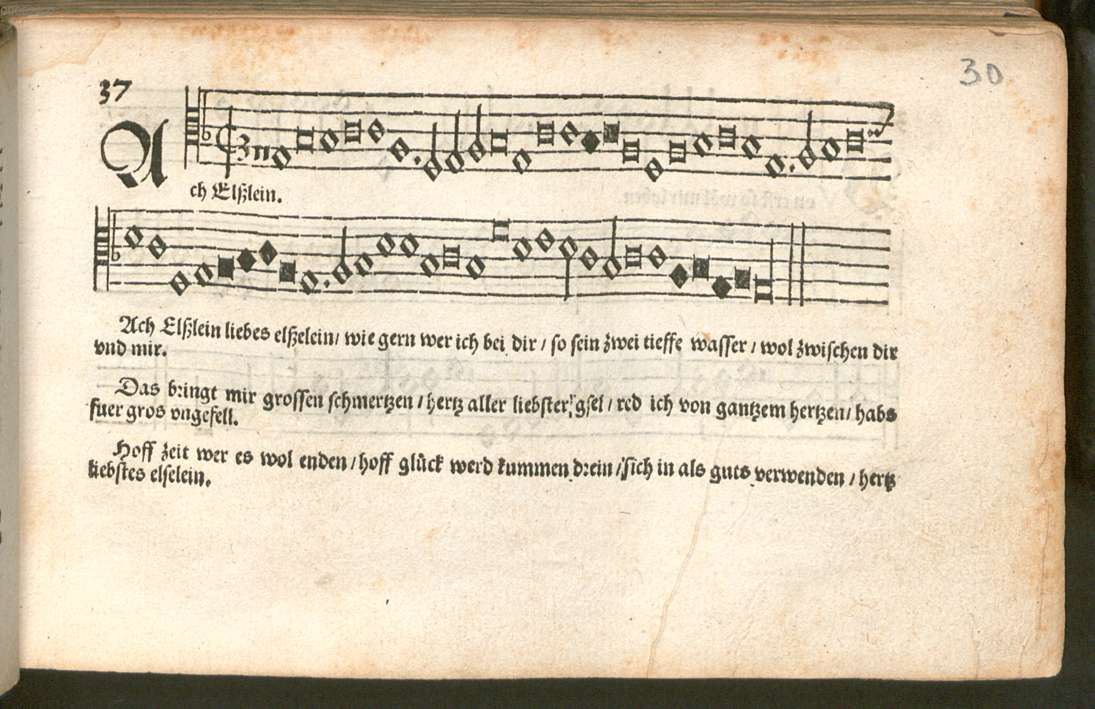 37
30
Ach Elßlein.
Ach Elßlein liebes elßelein/ wie gern wer ich bei dir / so sein zwei tieffe wasser / wol zwischen dir
vnd mir.
Das bringt mir grossen schmertzen / hertz aller liebster gsel / red ich von gantzem hertzen/ habs
fuer gros vngefell.
Hoff zeit wer es wol enden / hoff glück werd kummen drein / sich in als guts verwenden / hertz
liebstes elselein.